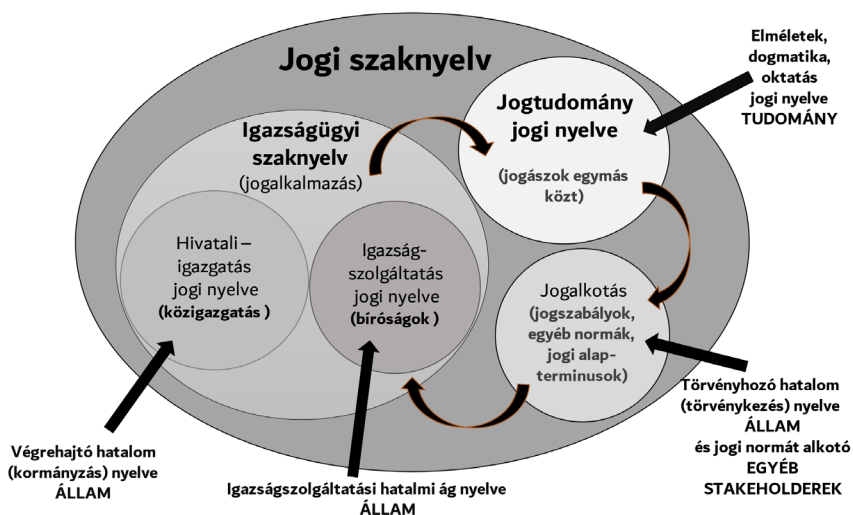 Jogi szaknyelv
Elméletek,
dogmatika,
oktatás
jogi nyelve
TUDOMÁNY
Jogtudomány
jogi nyelve
(jogászok egymás
közt)
Igazságügyi
szaknyelv
(jogalkalmazás)
Hivatali –
igazgatás
jogi nyelve
(közigazgatás )
Igazság-
szolgáltatás
jogi nyelve
(bíróságok )
Jogalkotás
(jogszabályok,
egyéb normák,
jogi alap-
terminusok)
Végrehajtó hatalom
(kormányzás) nyelve
ÁLLAM
Igazságszolgáltatási hatalmi ág nyelve
ÁLLAM
Törvényhozó hatalom
(törvénykezés) nyelve
ÁLLAM
és jogi normát alkotó
EGYÉB
STAKEHOLDEREK